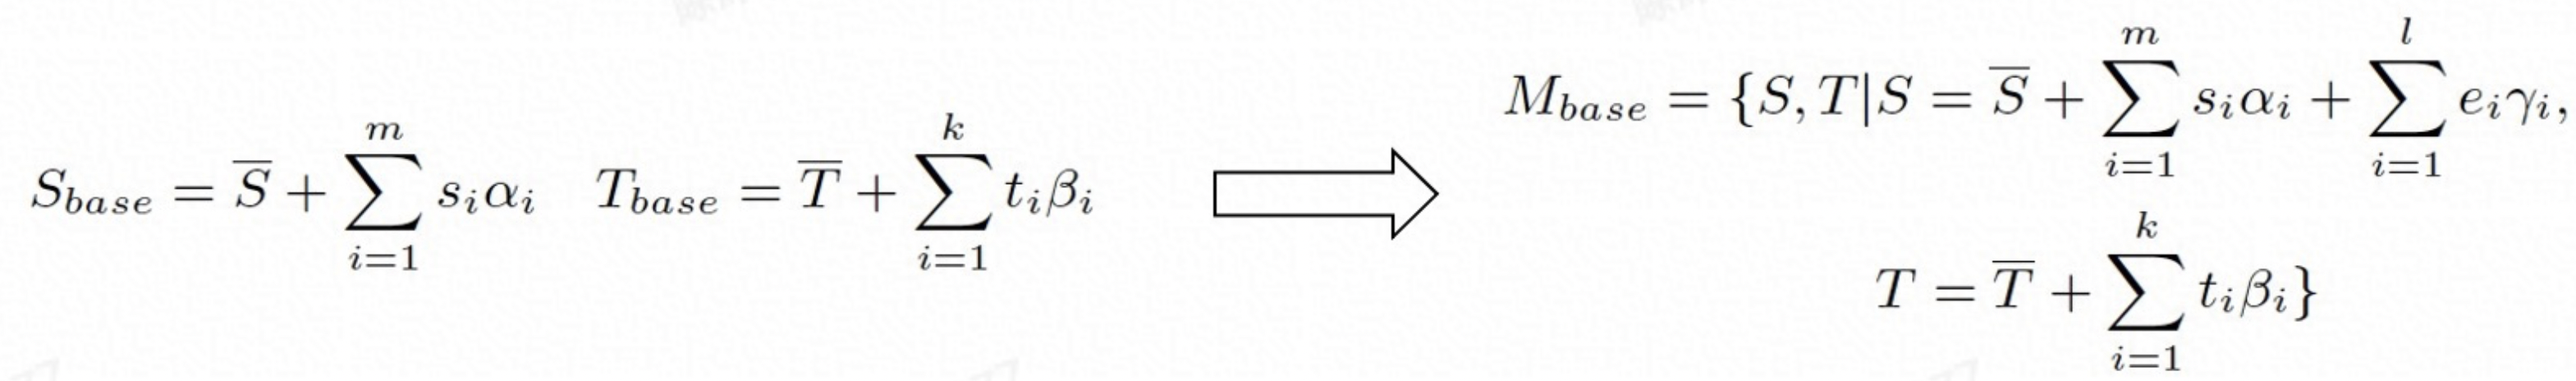 $S_{base} = \overline{S} + \sum_{i=1}^{m} s_i \alpha_i \quad T_{base} = \overline{T} + \sum_{i=1}^{k} t_i \beta_i$
$M_{base} = \{S, T | S = \overline{S} + \sum_{i=1}^{m} s_i \alpha_i + \sum_{i=1}^{l} e_i \gamma_i,$
$T = \overline{T} + \sum_{i=1}^{k} t_i \beta_i\}$